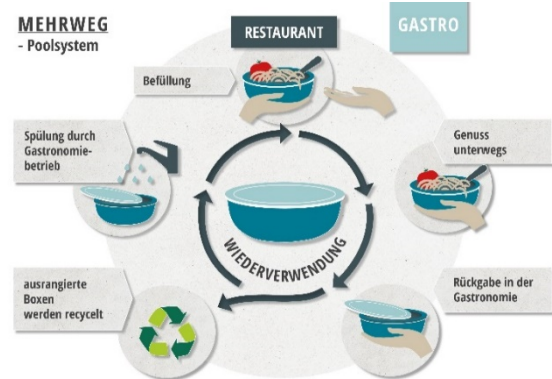 MEHRWEG
- Poolsystem
RESTAURANT
GASTRO
Befüllung
Spülung durch
Gastronomie-
betrieb
Genuss
unterwegs
WIEDERVERWENDUNG
ausrangierte
Boxen
werden recycelt
Rückgabe in der
Gastronomie